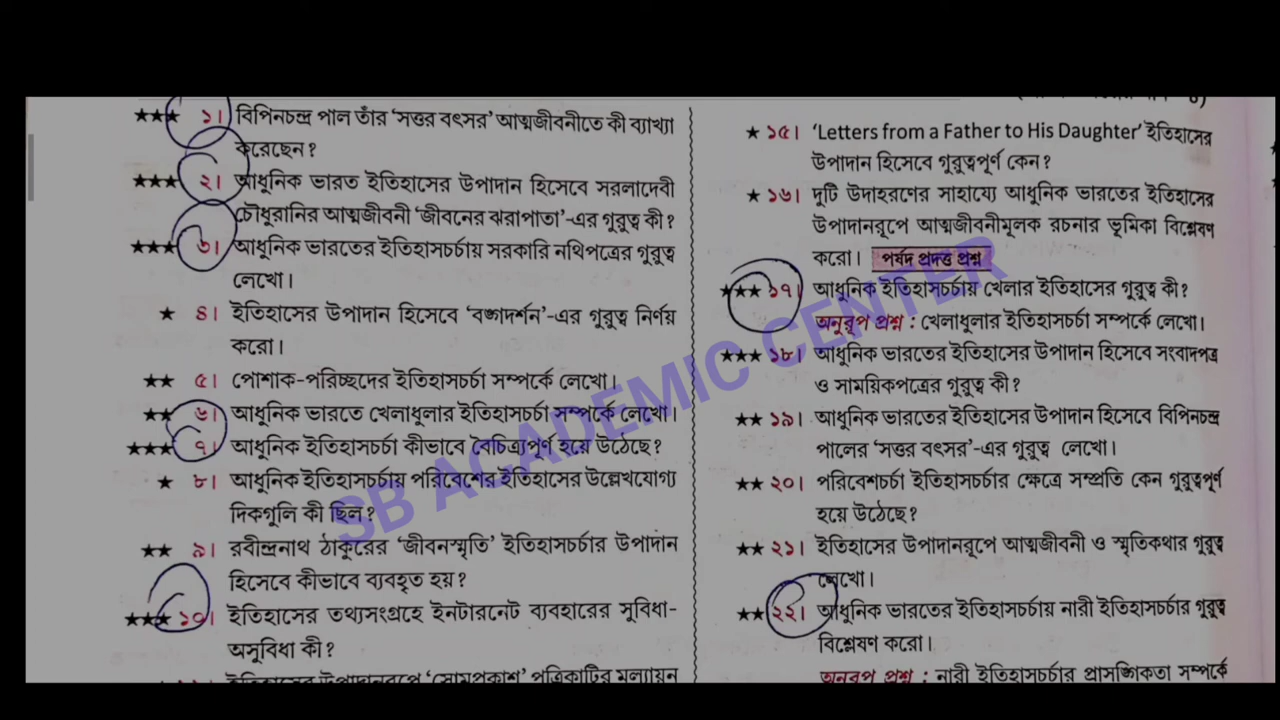 ★★★ ১। বিপিনচন্দ্র পাল তাঁর ‘সত্তর বৎসর’ আত্মজীবনীতে কী ব্যাখ্যা
করেছেন?
★★★ ২। আধুনিক ভারত ইতিহাসের উপাদান হিসেবে সরলাদেবী
চৌধুরানির আত্মজীবনী ‘জীবনের ঝরাপাতা’-এর গুরুত্ব কী?
★★★ ৩। আধুনিক ভারতের ইতিহাসচর্চায় সরকারি নথিপত্রের গুরুত্ব
লেখো।
★ ৪। ইতিহাসের উপাদান হিসেবে ‘বঙ্গদর্শন’-এর গুরুত্ব নির্ণয়
করো।
★★ ৫। পোশাক-পরিচ্ছদের ইতিহাসচর্চা সম্পর্কে লেখো।
★★ ৬। আধুনিক ভারতে খেলাধুলার ইতিহাসচর্চা সম্পর্কে লেখো।
★★★ ৭। আধুনিক ইতিহাসচর্চা কীভাবে বৈচিত্র্যপূর্ণ হয়ে উঠেছে?
★ ৮। আধুনিক ইতিহাসচর্চায় পরিবেশের ইতিহাসের উল্লেখযোগ্য
দিকগুলি কী ছিল?
★★ ৯। রবীন্দ্রনাথ ঠাকুরের ‘জীবনস্মৃতি’ ইতিহাসচর্চার উপাদান
হিসেবে কীভাবে ব্যবহৃত হয়?
★★★ ১০। ইতিহাসের তথ্যসংগ্রহে ইনটারনেট ব্যবহারের সুবিধা-
অসুবিধা কী?
ইতিহাসের উপাদানরূপে ‘সোমপ্রকাশ’ পত্রিকাটির মূল্যায়ন
★ ১৫। ‘Letters from a Father to His Daughter’ ইতিহাসের
উপাদান হিসেবে গুরুত্বপূর্ণ কেন?
★ ১৬। দুটি উদাহরণের সাহায্যে আধুনিক ভারতের ইতিহাসের
উপাদানরূপে আত্মজীবনীমূলক রচনার ভূমিকা বিশ্লেষণ
করো। পর্ষদ প্রদত্ত প্রশ্ন
★★★ ১৭। আধুনিক ইতিহাসচর্চায় খেলার ইতিহাসের গুরুত্ব কী?
অনুরূপ প্রশ্ন : খেলাধুলার ইতিহাসচর্চা সম্পর্কে লেখো।
★★★ ১৮। আধুনিক ভারতের ইতিহাসের উপাদান হিসেবে সংবাদপত্র
ও সাময়িকপত্রের গুরুত্ব কী?
★★ ১৯। আধুনিক ভারতের ইতিহাসের উপাদান হিসেবে বিপিনচন্দ্র
পালের ‘সত্তর বৎসর’-এর গুরুত্ব লেখো।
★★ ২০। পরিবেশচর্চা ইতিহাসচর্চার ক্ষেত্রে সম্প্রতি কেন গুরুত্বপূর্ণ
হয়ে উঠেছে?
★★ ২১। ইতিহাসের উপাদানরূপে আত্মজীবনী ও স্মৃতিকথার গুরুত্ব
লেখো।
★★ ২২। আধুনিক ভারতের ইতিহাসচর্চায় নারী ইতিহাসচর্চার গুরুত্ব
বিশ্লেষণ করো।
অনুরূপ প্রশ্ন : নারী ইতিহাসচর্চার প্রাসঙ্গিকতা সম্পর্কে
SB ACADEMIC CENTER